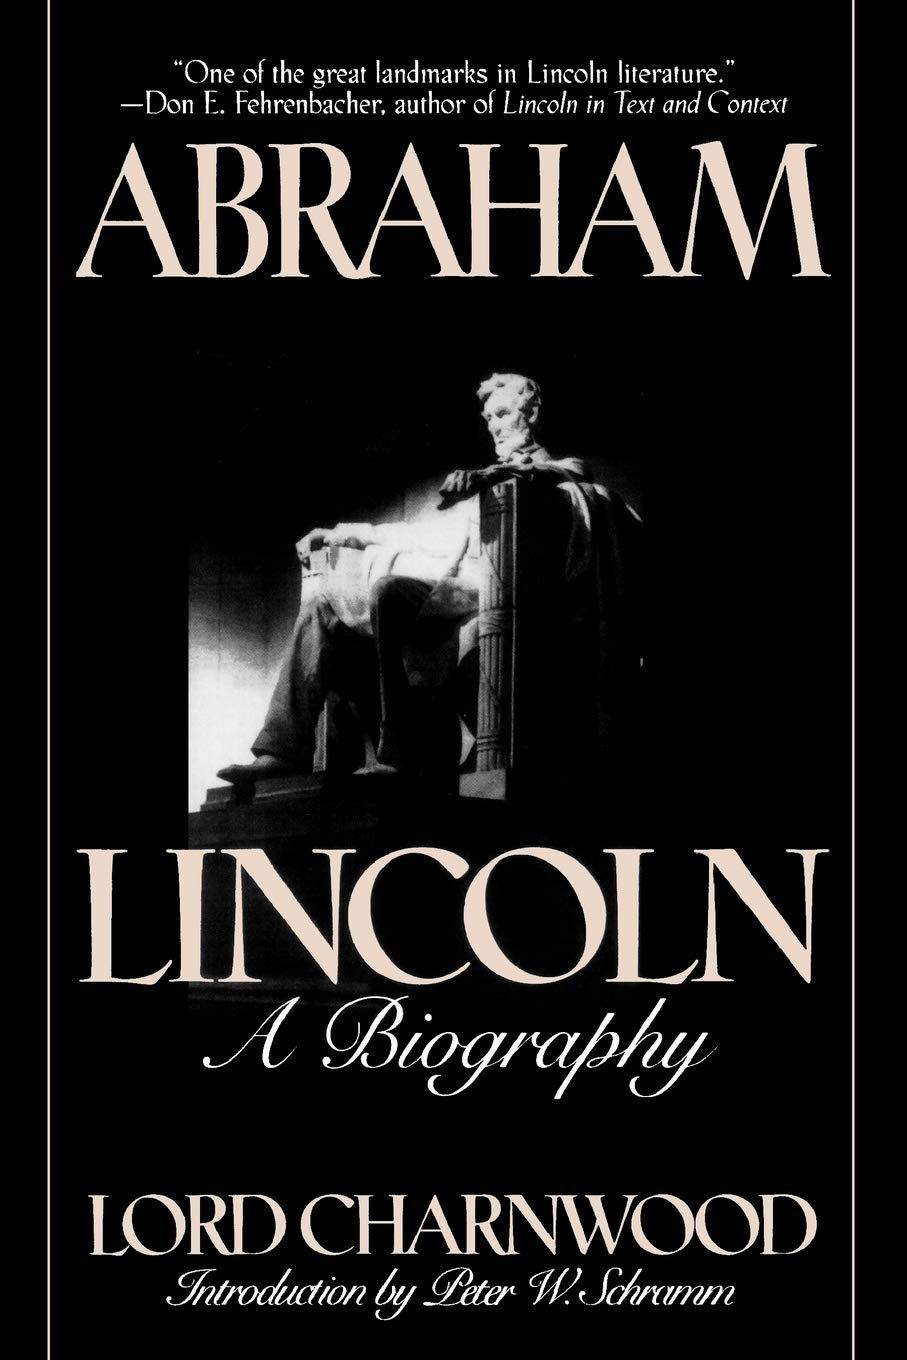 “One of the great landmarks in Lincoln literature.”
—Don E. Fehrenbacher, author of Lincoln in Text and Context
ABRAHAM
LINCOLN
A Biography
LORD CHARNWOOD
Introduction by Peter W. Schramm